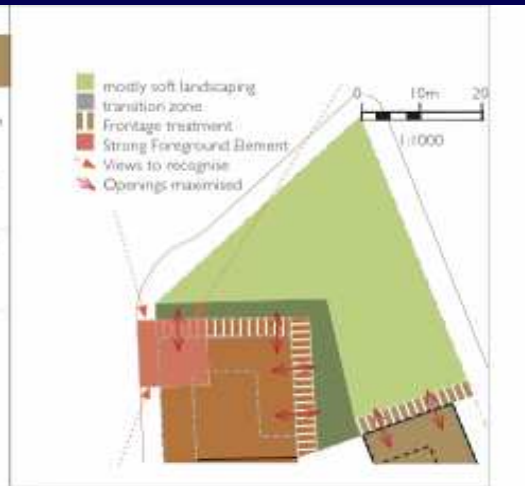 mostly soft landscaping
transition zone
Frontage treatment
Strong Foreground Element
Views to recognise
Openings maximised
0 10m 20
1:1000